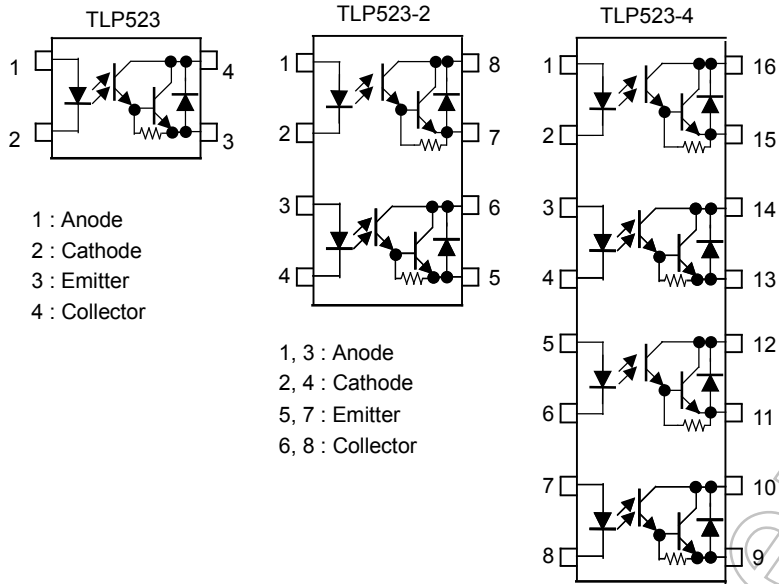 TLP523
1
2
4
3
1 : Anode
2 : Cathode
3 : Emitter
4 : Collector
TLP523-2
1
2
3
4
8
7
6
5
1, 3 : Anode
2, 4 : Cathode
5, 7 : Emitter
6, 8 : Collector
TLP523-4
1
2
3
4
5
6
7
8
16
15
14
13
12
11
10
9